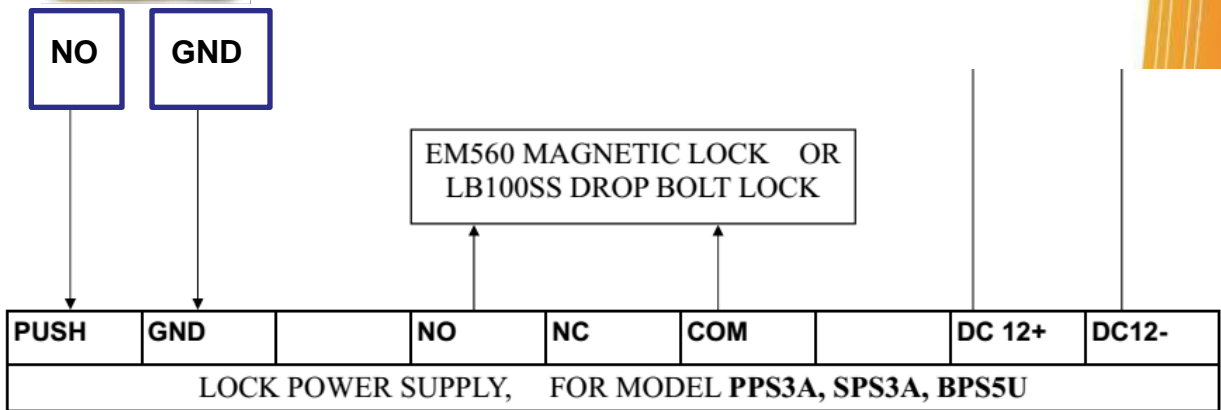 NO GND
EM560 MAGNETIC LOCK OR
LB100SS DROP BOLT LOCK
PUSH GND NO NC COM DC 12+ DC12-
LOCK POWER SUPPLY, FOR MODEL PPS3A, SPS3A, BPS5U